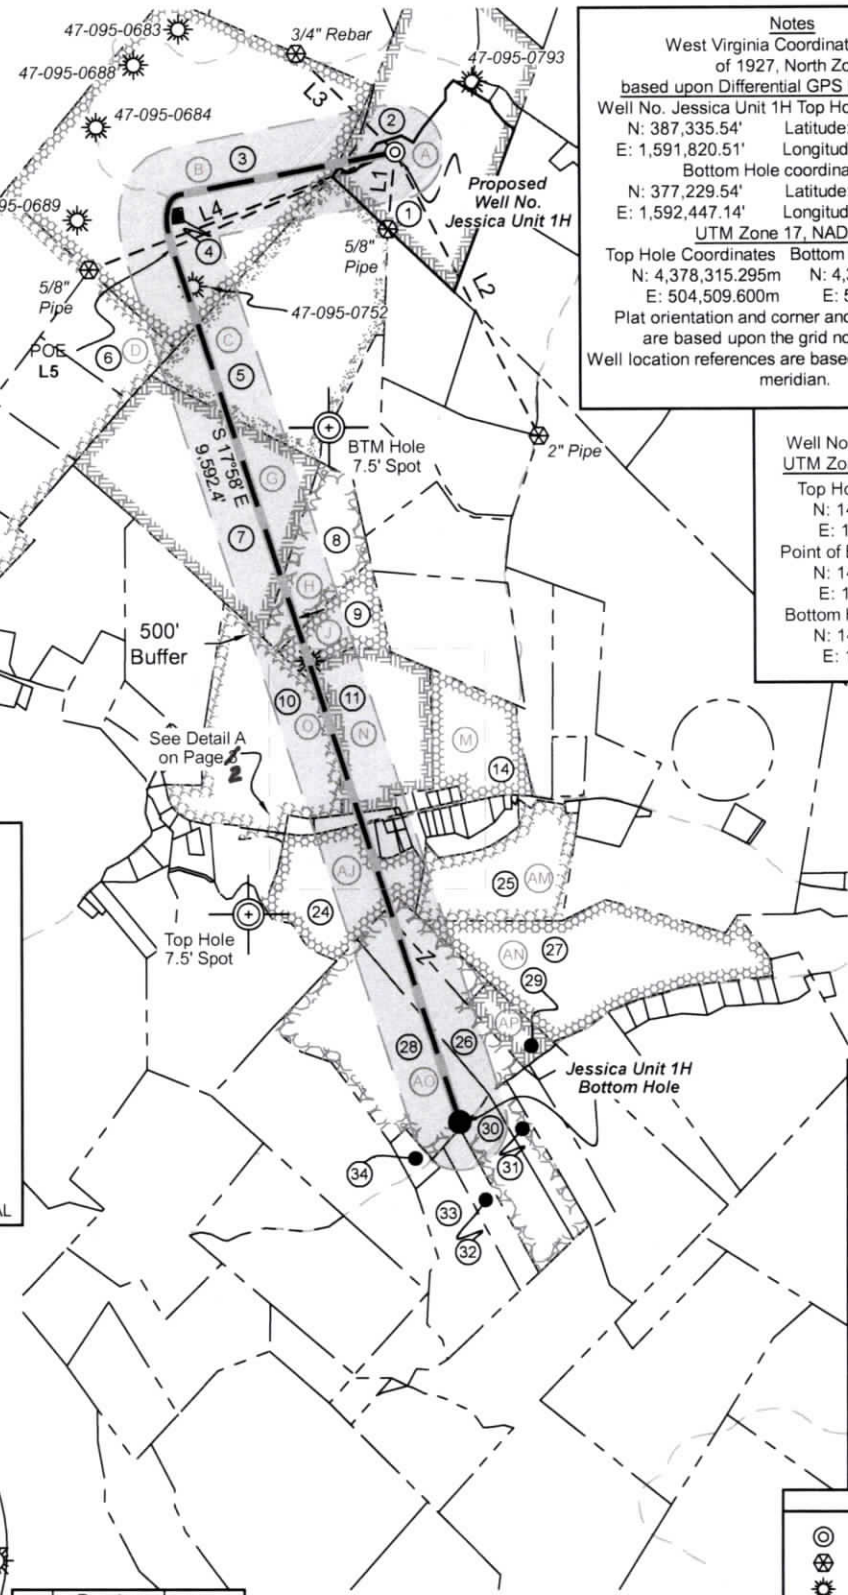 47-095-0683
3/4" Rebar
47-095-0793
47-095-0688
L3
47-095-0684
2
3
B
A
L1
Proposed
Well No.
Jessica Unit 1H
1
95-0689
L4
4
5/8"
Pipe
L2
5/8"
Pipe
47-095-0752
POE
L5
6
D
C
5
S 17°58' E
9,592.4'
BTM Hole
7.5' Spot
2" Pipe
G
7
8
H
9
J
500'
Buffer
10
11
O
N
See Detail A
on Page
2
M
14
AJ
25
AM
24
Top Hole
7.5' Spot
AN
27
29
AP
28
26
AO
Jessica Unit 1H
Bottom Hole
30
31
34
33
32
Notes
West Virginia Coordinat
of 1927, North Zo
based upon Differential GPS
Well No. Jessica Unit 1H Top Ho
N: 387,335.54' Latitude:
E: 1,591,820.51' Longitud
Bottom Hole coordina
N: 377,229.54' Latitude:
E: 1,592,447.14' Longitud
UTM Zone 17, NAD
Top Hole Coordinates Bottom
N: 4,378,315.295m N: 4,
E: 504,509.600m E: 5
Plat orientation and corner and
are based upon the grid no
Well location references are base
meridian.
Well No
UTM Zo
Top Ho
N: 14
E: 1
Point of E
N: 14
E: 1
Bottom H
N: 14
E: